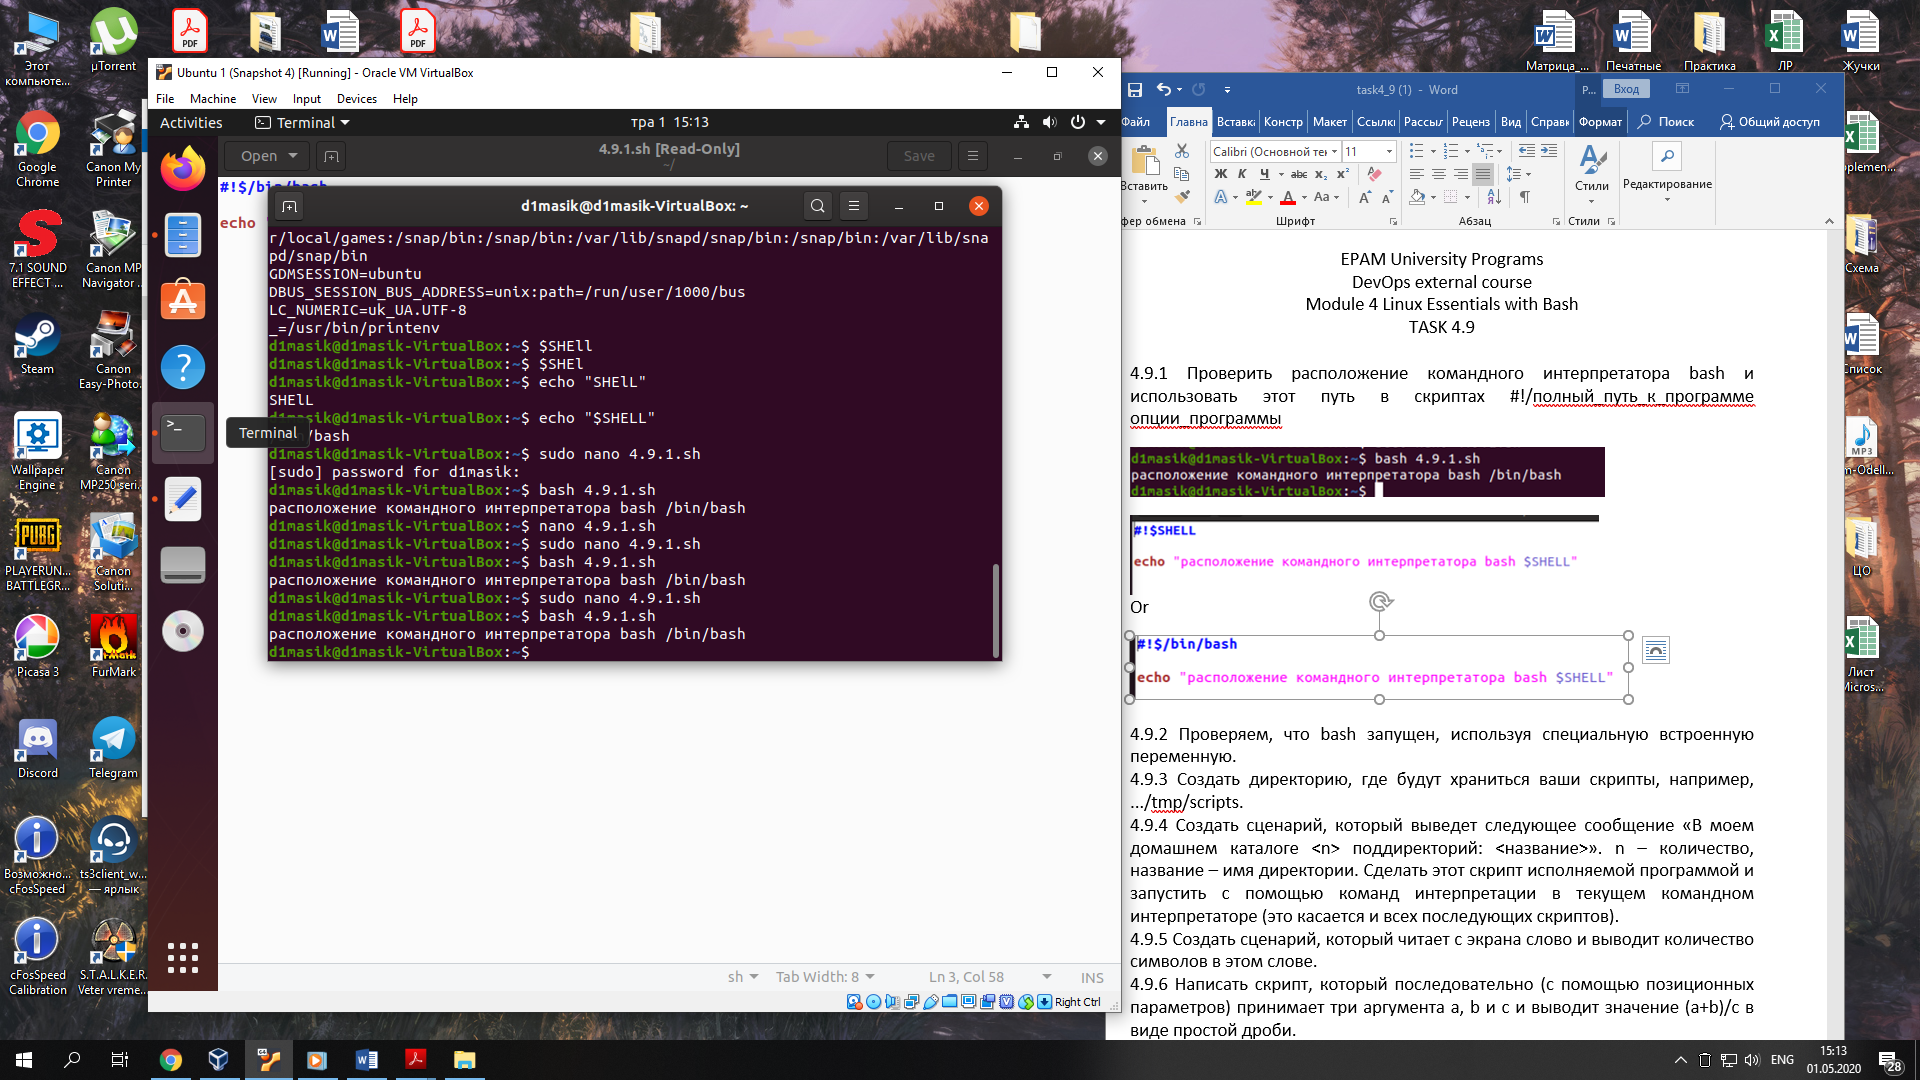 Этот
компьюте...
µTorrent
PDF
PDF
Матрица_...
Печатные
Практика
ЛР
Жучки
Google
Chrome
Canon My
Printer
7.1 SOUND
EFFECT ...
Canon MP
Navigator ...
Steam
Canon
Easy-Photo...
Wallpaper
Engine
Canon
MP250 seri...
PLAYERUN...
BATTLEGR...
Canon
Soluti...
Picasa 3
FurMark
Discord
Telegram
Возможно...
cFosSpeed
ts3client_w...
— ярлык
cFosSpeed
Calibration
S.T.A.L.K.E.R.
Veter vreme...
Ubuntu 1 (Snapshot 4) [Running] - Oracle VM VirtualBox
File Machine View Input Devices Help
Activities Terminal тра 1 15:13
Open 4.9.1.sh [Read-Only] Save
~/
#!$/bin/bash
echo
d1masik@d1masik-VirtualBox: ~
r/local/games:/snap/bin:/snap/bin:/var/lib/snapd/snap/bin:/snap/bin:/var/lib/sna
pd/snap/bin
GDMSESSION=ubuntu
DBUS_SESSION_BUS_ADDRESS=unix:path=/run/user/1000/bus
LC_NUMERIC=uk_UA.UTF-8
_=/usr/bin/printenv
d1masik@d1masik-VirtualBox:~$ $SHEll
d1masik@d1masik-VirtualBox:~$ $SHEl
d1masik@d1masik-VirtualBox:~$ echo "SHElL"
SHElL
d1masik@d1masik-VirtualBox:~$ echo "$SHELL"
/bash
Terminal
d1masik@d1masik-VirtualBox:~$ sudo nano 4.9.1.sh
[sudo] password for d1masik:
d1masik@d1masik-VirtualBox:~$ bash 4.9.1.sh
расположение командного интерпретатора bash /bin/bash
d1masik@d1masik-VirtualBox:~$ nano 4.9.1.sh
d1masik@d1masik-VirtualBox:~$ sudo nano 4.9.1.sh
d1masik@d1masik-VirtualBox:~$ bash 4.9.1.sh
расположение командного интерпретатора bash /bin/bash
d1masik@d1masik-VirtualBox:~$ sudo nano 4.9.1.sh
d1masik@d1masik-VirtualBox:~$ bash 4.9.1.sh
расположение командного интерпретатора bash /bin/bash
d1masik@d1masik-VirtualBox:~$
sh Tab Width: 8 Ln 3, Col 58 INS
Right Ctrl
task4_9 (1) - Word Р... Вход
Файл Главна Вставка Констр Макет Ссылки Рассыл Реценз Вид Справк Формат Поиск Общий доступ
Calibri (Основной те 11
Вставить
Ж К Ч abc x₂ x²
Стили Редактирование
фер обмена Шрифт Абзац Стили
EPAM University Programs
DevOps external course
Module 4 Linux Essentials with Bash
TASK 4.9
4.9.1 Проверить расположение командного интерпретатора bash и
использовать этот путь в скриптах #!/полный_путь_к_программе
опции_программы
d1masik@d1masik-VirtualBox:~$ bash 4.9.1.sh
расположение командного интерпретатора bash /bin/bash
d1masik@d1masik-VirtualBox:~$
#!$SHELL
echo "расположение командного интерпретатора bash $SHELL"
Or
#!$/bin/bash
echo "расположение командного интерпретатора bash $SHELL"
4.9.2 Проверяем, что bash запущен, используя специальную встроенную
переменную.
4.9.3 Создать директорию, где будут храниться ваши скрипты, например,
.../tmp/scripts.
4.9.4 Создать сценарий, который выведет следующее сообщение «В моем
домашнем каталоге <n> поддиректорий: <название>». n – количество,
название – имя директории. Сделать этот скрипт исполняемой программой и
запустить с помощью команд интерпретации в текущем командном
интерпретаторе (это касается и всех последующих скриптов).
4.9.5 Создать сценарий, который читает с экрана слово и выводит количество
символов в этом слове.
4.9.6 Написать скрипт, который последовательно (с помощью позиционных
параметров) принимает три аргумента a, b и c и выводит значение (a+b)/c в
виде простой дроби.
pplemen...
Схема
Список
MP3
m-Odell...
ЦО
Лист
Micros...
ENG
15:13
01.05.2020
28